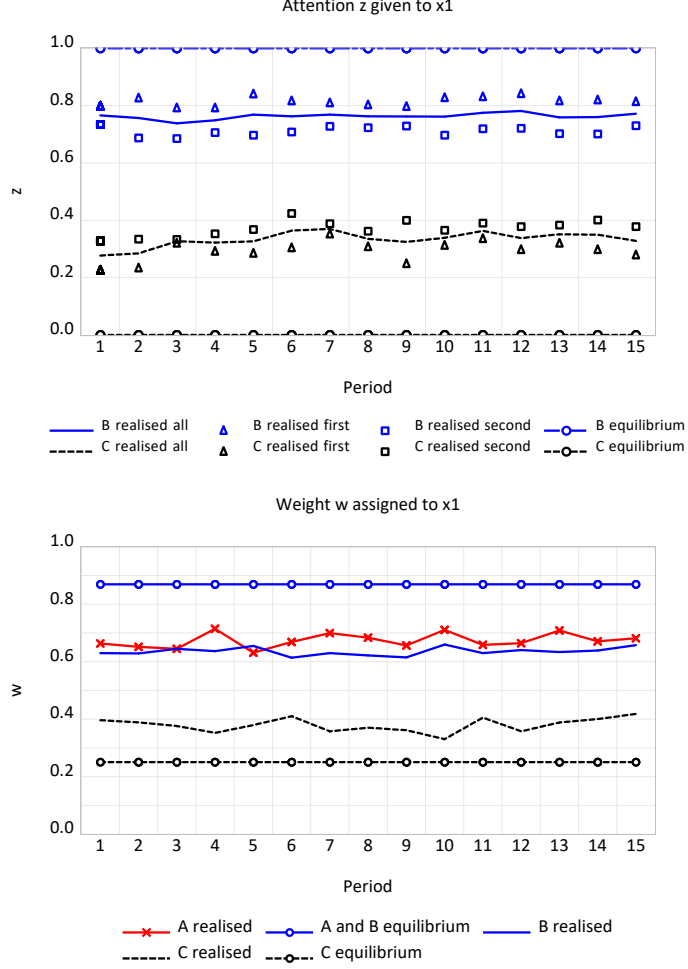 Attention z given to x1
1.0
0.8
0.6
z
0.4
0.2
0.0
1 2 3 4 5 6 7 8 9 10 11 12 13 14 15
Period
B realised all B realised first B realised second B equilibrium
C realised all C realised first C realised second C equilibrium
Weight w assigned to x1
1.0
0.8
0.6
w
0.4
0.2
0.0
1 2 3 4 5 6 7 8 9 10 11 12 13 14 15
Period
A realised A and B equilibrium B realised
C realised C equilibrium